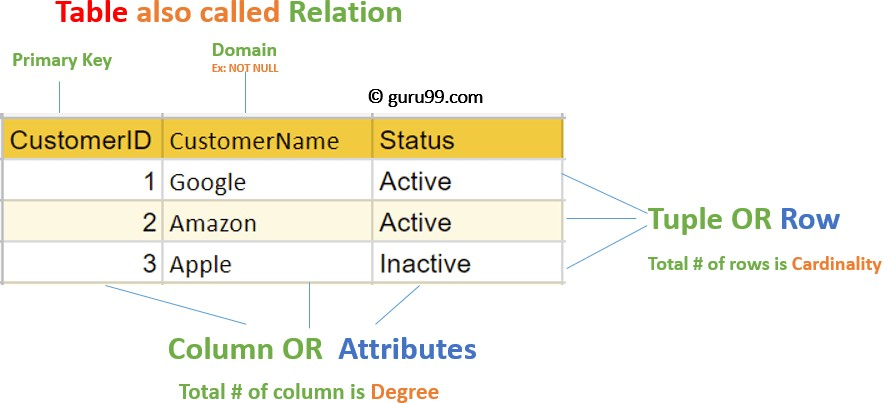 Table also called Relation
Primary Key
Domain
Ex: NOT NULL
© guru99.com
CustomerID CustomerName Status
1 Google Active
2 Amazon Active
3 Apple Inactive
Tuple OR Row
Total # of rows is Cardinality
Column OR Attributes
Total # of column is Degree